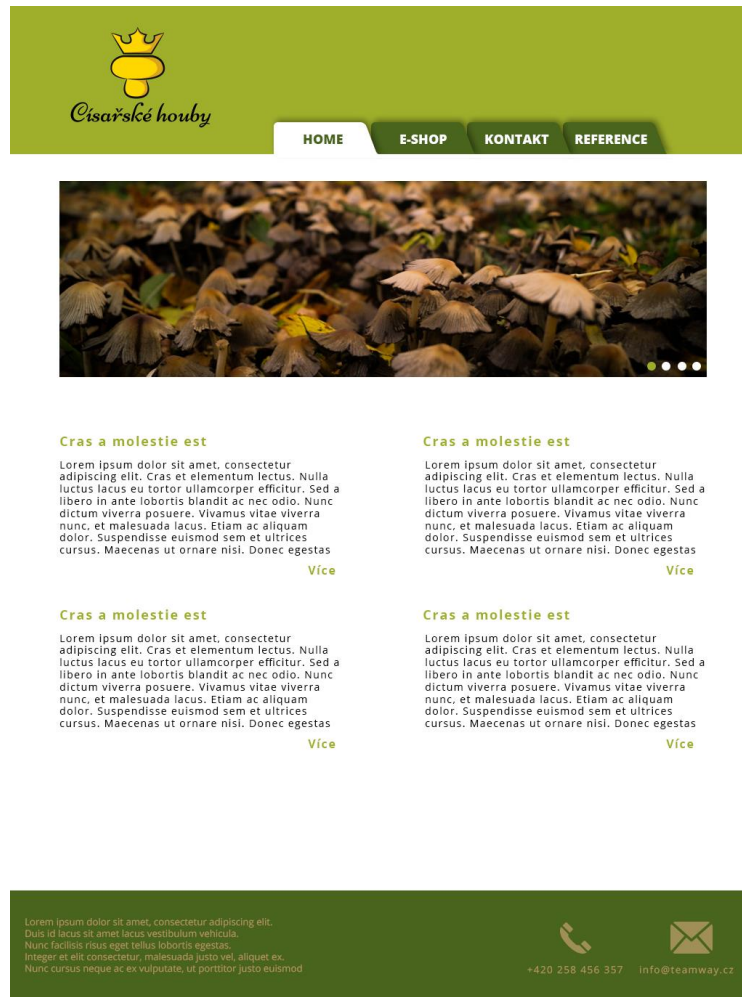 Císařské houby
HOME E-SHOP KONTAKT REFERENCE
Cras a molestie est
Lorem ipsum dolor sit amet, consectetur
adipiscing elit. Cras et elementum lectus. Nulla
luctus lacus eu tortor ullamcorper efficitur. Sed a
libero in ante lobortis blandit ac nec odio. Nunc
dictum viverra posuere. Vivamus vitae viverra
nunc, et malesuada lacus. Etiam ac aliquam
dolor. Suspendisse euismod sem et ultrices
cursus. Maecenas ut ornare nisi. Donec egestas
Více
Cras a molestie est
Lorem ipsum dolor sit amet, consectetur
adipiscing elit. Cras et elementum lectus. Nulla
luctus lacus eu tortor ullamcorper efficitur. Sed a
libero in ante lobortis blandit ac nec odio. Nunc
dictum viverra posuere. Vivamus vitae viverra
nunc, et malesuada lacus. Etiam ac aliquam
dolor. Suspendisse euismod sem et ultrices
cursus. Maecenas ut ornare nisi. Donec egestas
Více
Cras a molestie est
Lorem ipsum dolor sit amet, consectetur
adipiscing elit. Cras et elementum lectus. Nulla
luctus lacus eu tortor ullamcorper efficitur. Sed a
libero in ante lobortis blandit ac nec odio. Nunc
dictum viverra posuere. Vivamus vitae viverra
nunc, et malesuada lacus. Etiam ac aliquam
dolor. Suspendisse euismod sem et ultrices
cursus. Maecenas ut ornare nisi. Donec egestas
Více
Cras a molestie est
Lorem ipsum dolor sit amet, consectetur
adipiscing elit. Cras et elementum lectus. Nulla
luctus lacus eu tortor ullamcorper efficitur. Sed a
libero in ante lobortis blandit ac nec odio. Nunc
dictum viverra posuere. Vivamus vitae viverra
nunc, et malesuada lacus. Etiam ac aliquam
dolor. Suspendisse euismod sem et ultrices
cursus. Maecenas ut ornare nisi. Donec egestas
Více
Lorem ipsum dolor sit amet, consectetur adipiscing elit.
Duis id lacus sit amet lacus vestibulum vehicula.
Nunc facilisis risus eget tellus lobortis egestas.
Integer et elit consectetur, malesuada justo vel, aliquet ex.
Nunc cursus neque ac ex vulputate, ut porttitor justo euismod
+420 258 456 357
info@teamway.cz